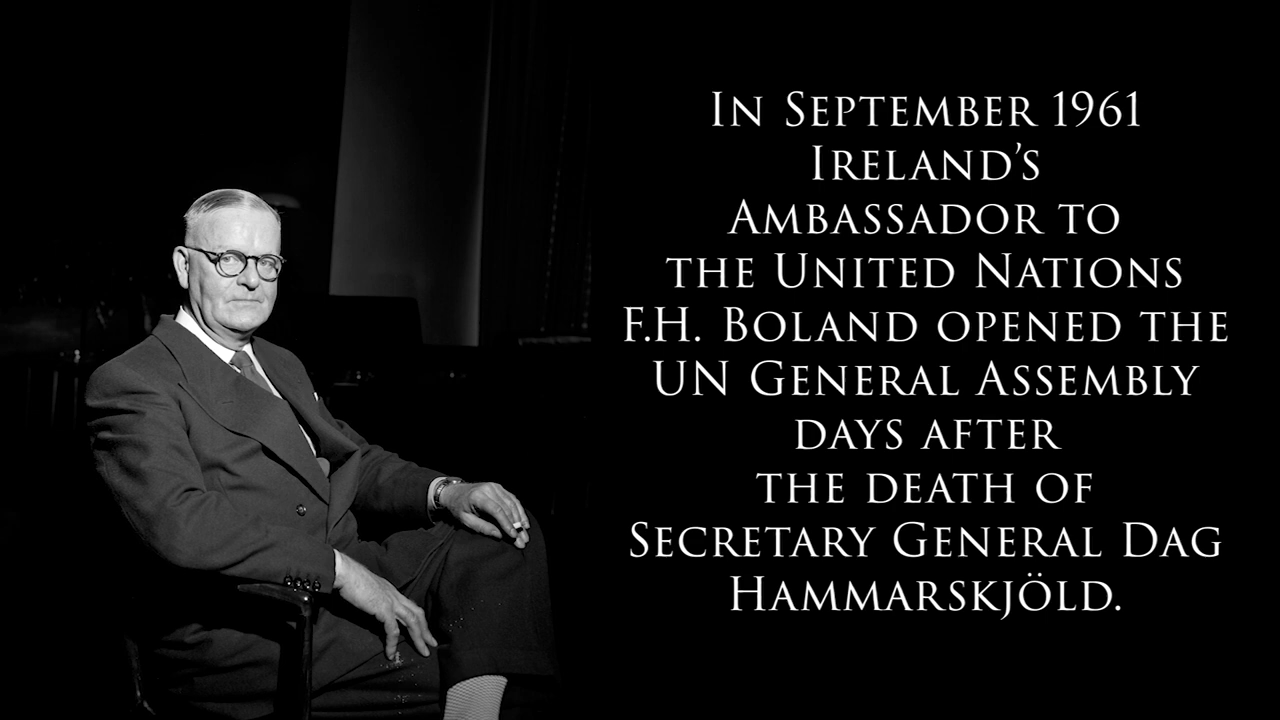 In September 1961
Ireland’s
Ambassador to
the United Nations
F.H. Boland opened the
UN General Assembly
days after
the death of
Secretary General Dag
Hammarskjöld.